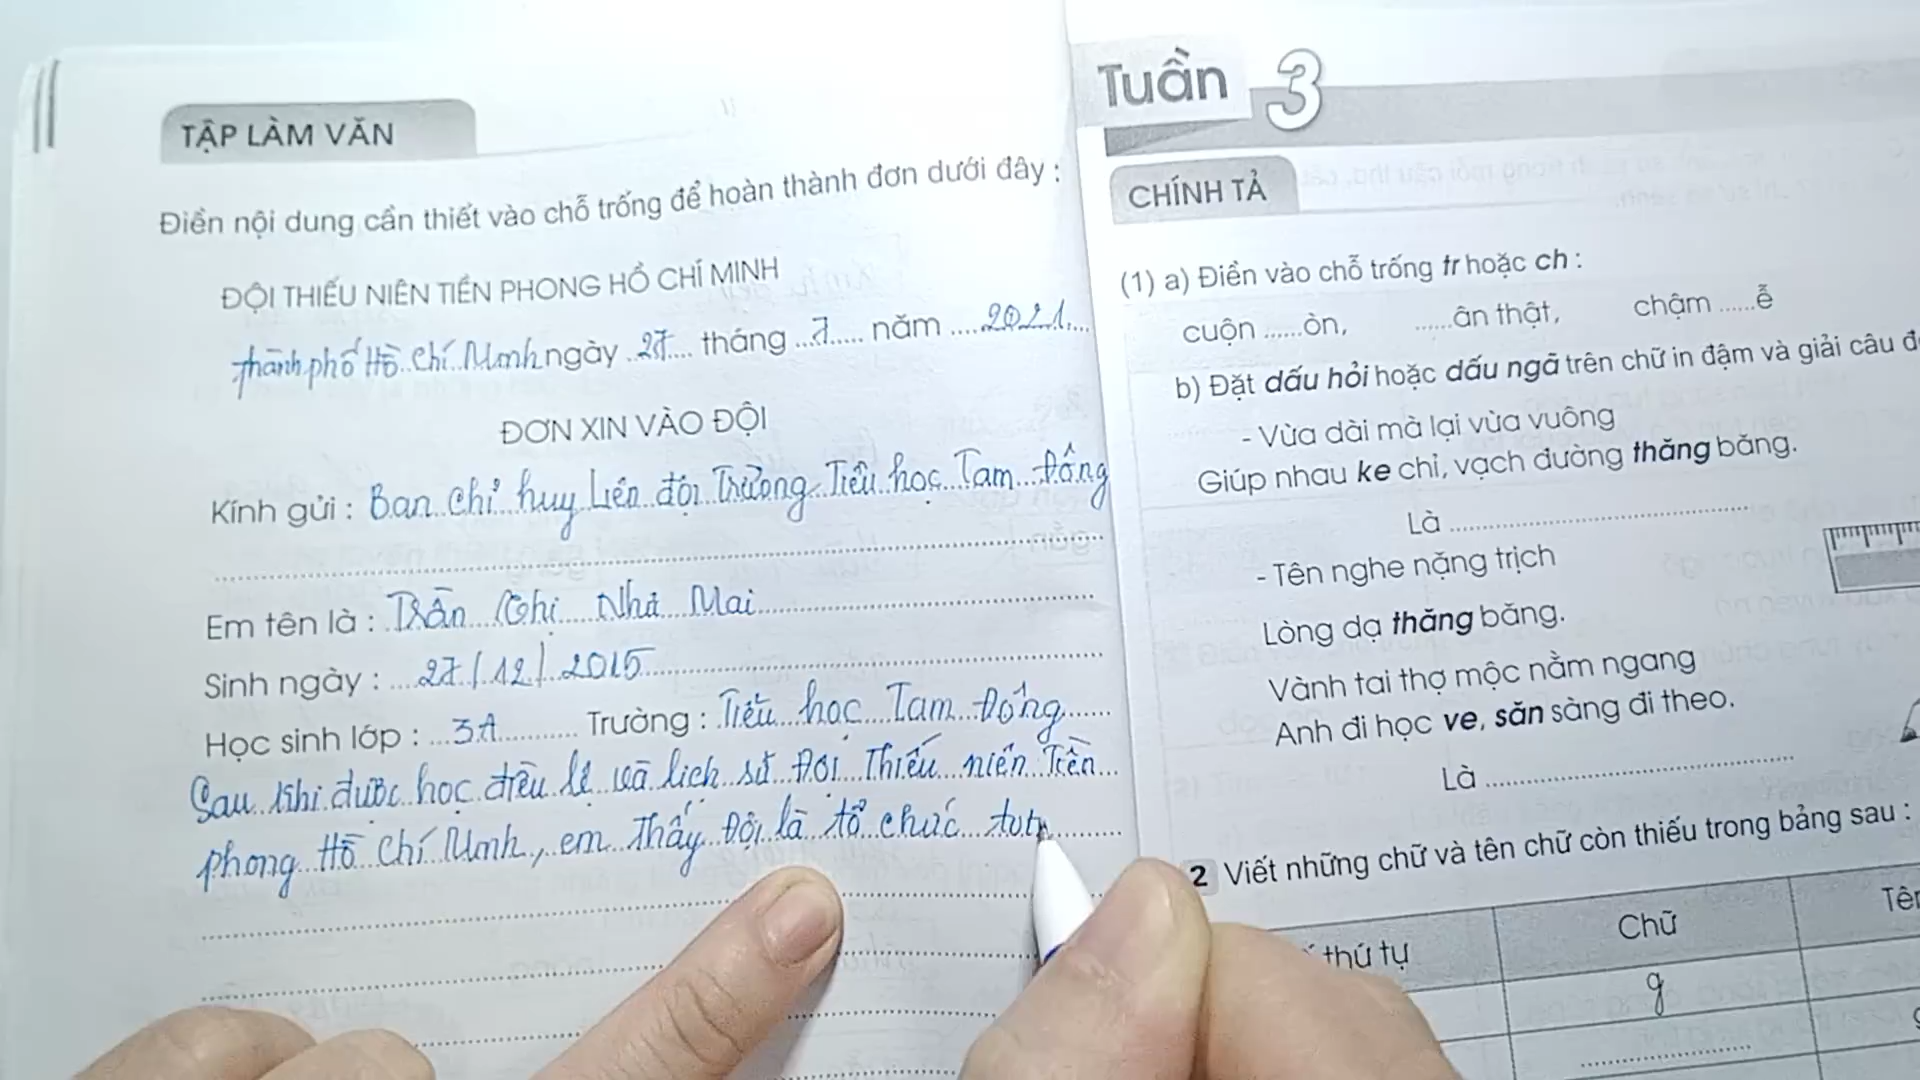 TẬP LÀM VĂN
Điền nội dung cần thiết vào chỗ trống để hoàn thành đơn dưới đây :
ĐỘI THIẾU NIÊN TIỀN PHONG HỒ CHÍ MINH
Thành phố Hồ Chí Minh ngày 27 tháng 7 năm 2021
ĐƠN XIN VÀO ĐỘI
Kính gửi : Ban chỉ huy Liên đội Trường Tiểu học Tam Đông
Em tên là : Trần Thị Như Mai
Sinh ngày : 27/12/2015
Học sinh lớp : 3A Trường : Tiểu học Tam Đông
Sau khi được học điều lệ và lịch sử Đội Thiếu niên Tiền
phong Hồ Chí Minh, em thấy Đội là tổ chức
Tuần 3
CHÍNH TẢ
(1) a) Điền vào chỗ trống tr hoặc ch :
cuộn ......òn, ......ân thật, chậm ......ễ
b) Đặt dấu hỏi hoặc dấu ngã trên chữ in đậm và giải câu
- Vừa dài mà lại vừa vuông
Giúp nhau ke chỉ, vạch đường thăng băng.
Là
- Tên nghe nặng trịch
Lòng dạ thăng băng.
Vành tai thợ mộc nằm ngang
Anh đi học ve, săn sàng đi theo.
Là
2 Viết những chữ và tên chữ còn thiếu trong bảng sau :
thứ tự Chữ
g